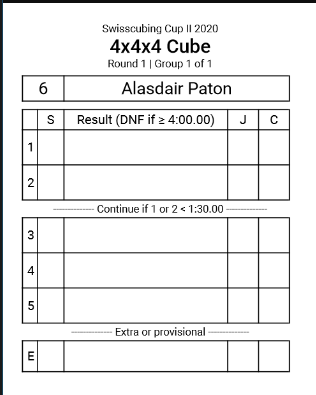 Swisscubing Cup II 2020
4x4x4 Cube
Round 1 | Group 1 of 1
6 Alasdair Paton
S Result (DNF if ≥ 4:00.00) J C
1
2
Continue if 1 or 2 < 1:30.00
3
4
5
Extra or provisional
E